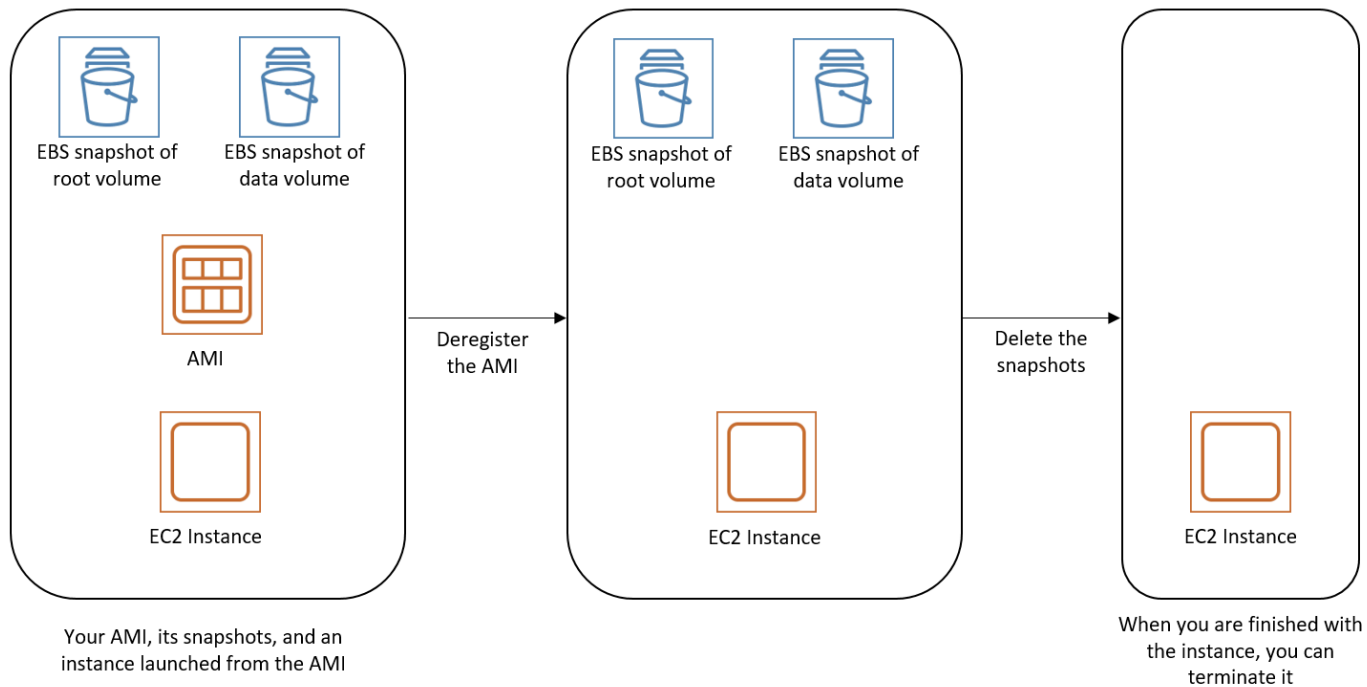 EBS snapshot of
root volume
EBS snapshot of
data volume
AMI
EC2 Instance
Your AMI, its snapshots, and an
instance launched from the AMI
Deregister
the AMI
EBS snapshot of
root volume
EBS snapshot of
data volume
EC2 Instance
Delete the
snapshots
EC2 Instance
When you are finished with
the instance, you can
terminate it